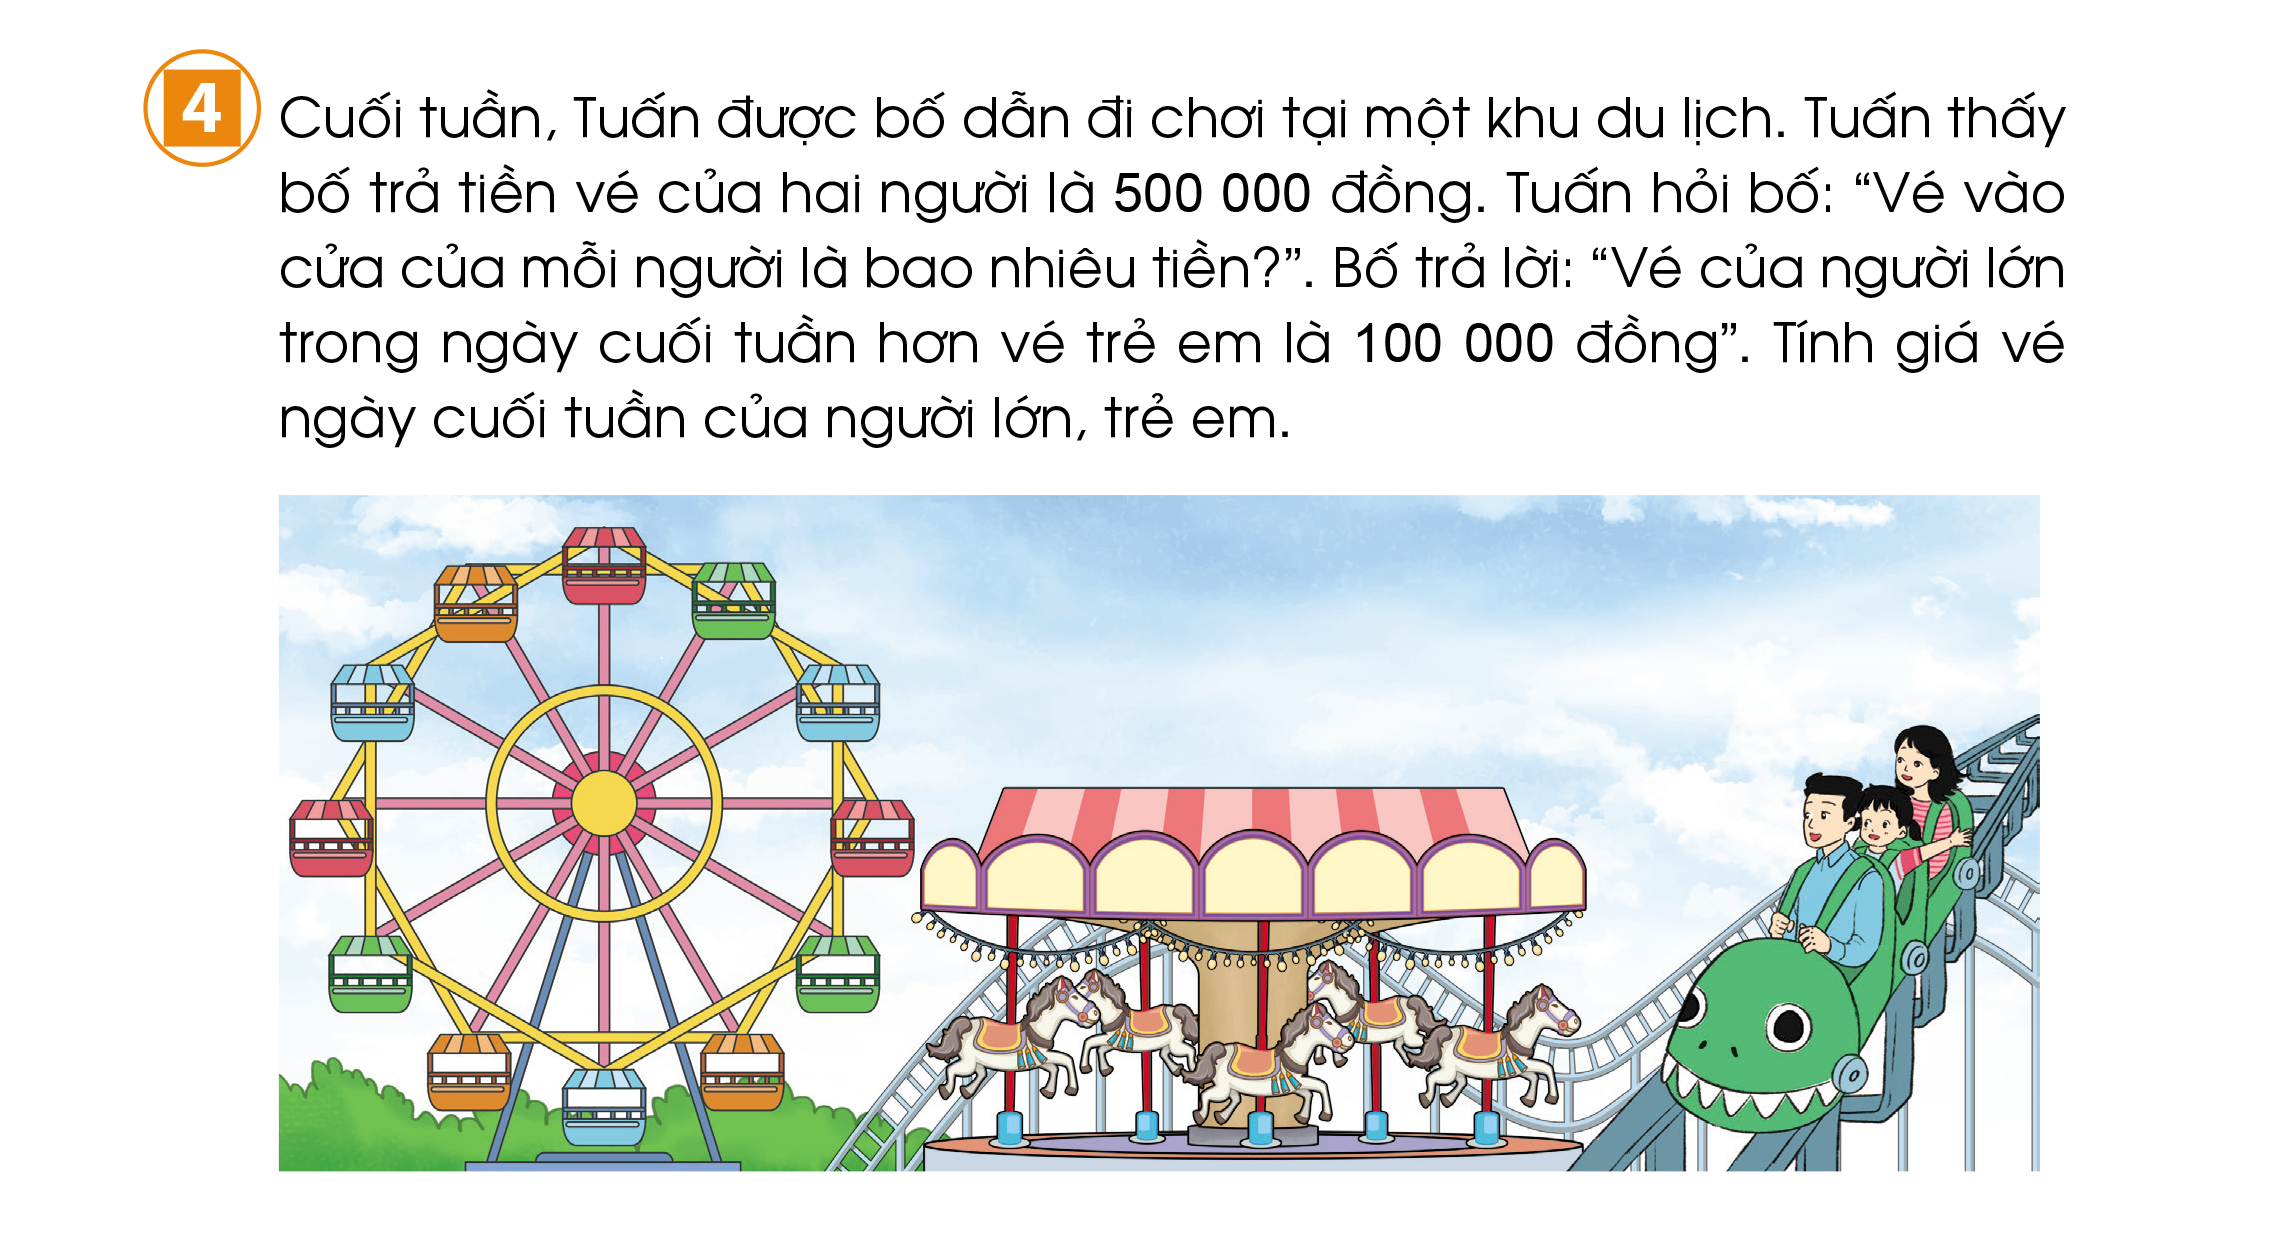 4
Cuối tuần, Tuấn được bố dẫn đi chơi tại một khu du lịch. Tuấn thấy
bố trả tiền vé của hai người là 500 000 đồng. Tuấn hỏi bố: “Vé vào
cửa của mỗi người là bao nhiêu tiền?”. Bố trả lời: “Vé của người lớn
trong ngày cuối tuần hơn vé trẻ em là 100 000 đồng”. Tính giá vé
ngày cuối tuần của người lớn, trẻ em.